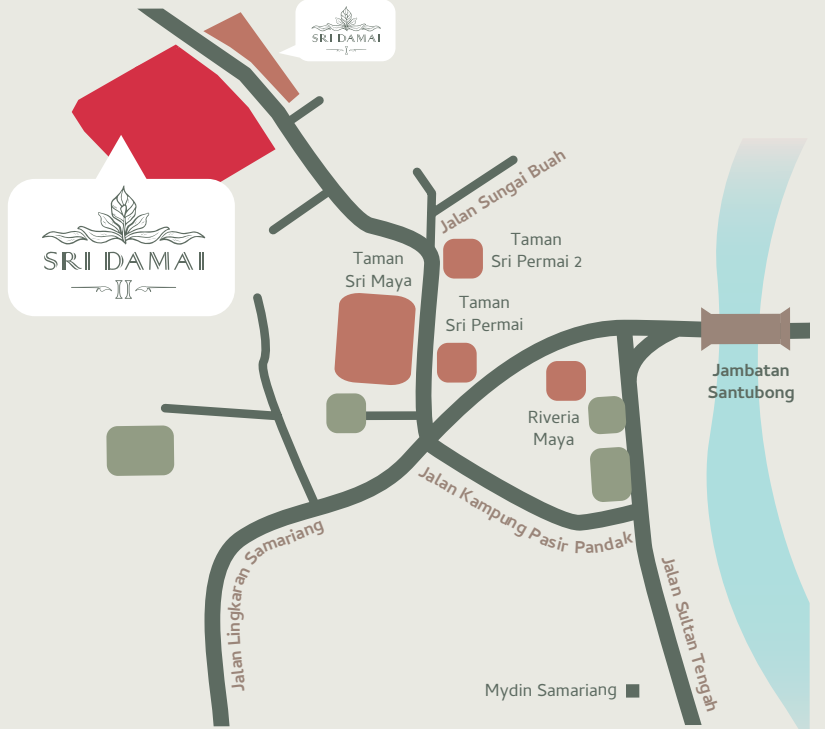 SRI DAMAI
I
SRI DAMAI
II
Jalan Sungai Buah
Taman
Sri Permai 2
Taman
Sri Maya
Taman
Sri Permai
Jambatan
Santubong
Riveria
Maya
Jalan Kampung Pasir Pandak
Jalan Lingkaran Samariang
Jalan Sultan Tengah
Mydin Samariang